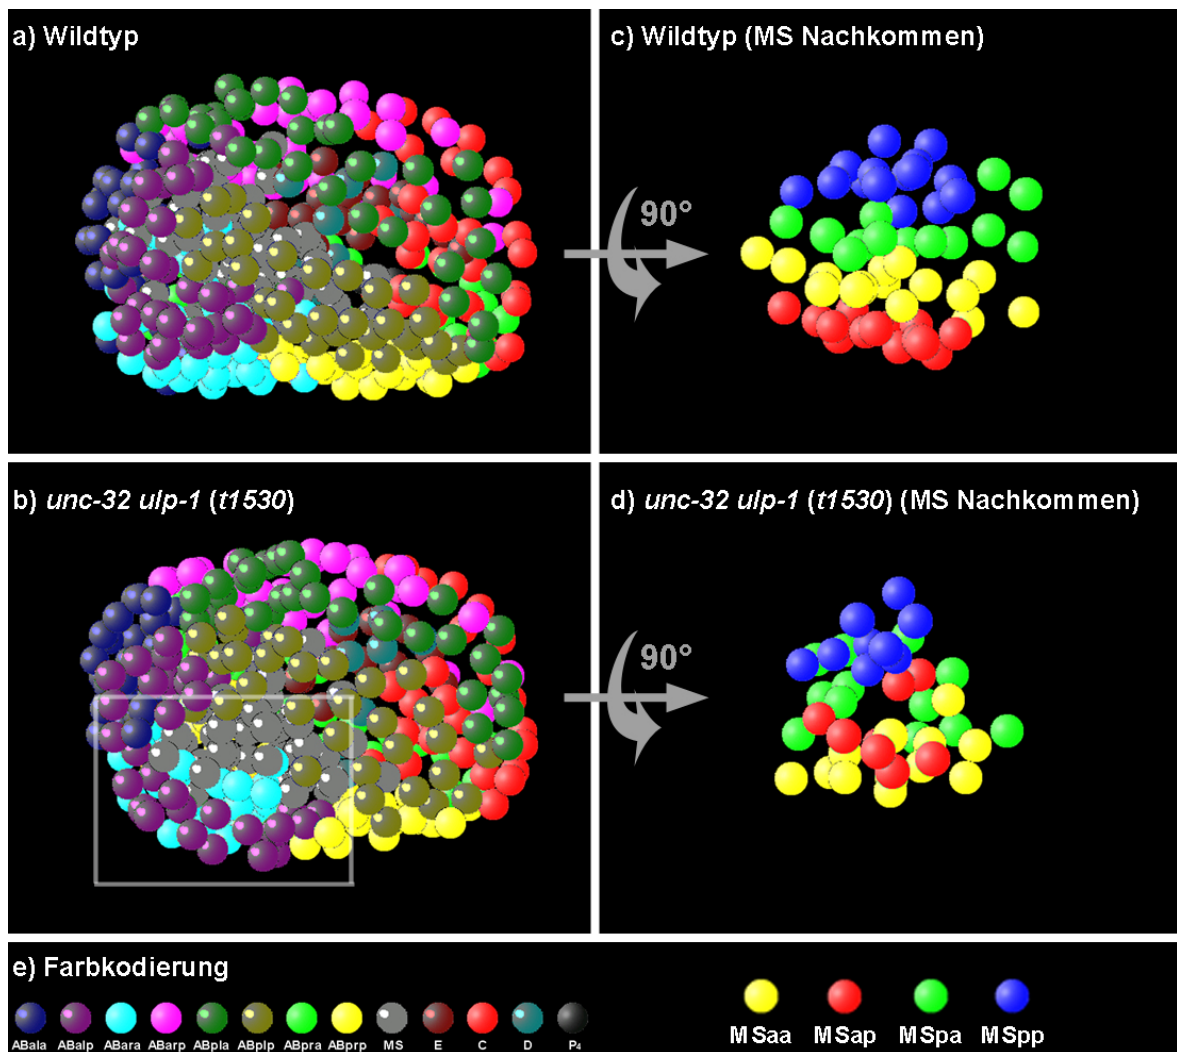 a) Wildtyp
c) Wildtyp (MS Nachkommen)
90°
b) unc-32 ulp-1 (t1530)
d) unc-32 ulp-1 (t1530) (MS Nachkommen)
90°
e) Farbkodierung
ABala ABalp ABara ABarp ABpla ABplp ABpra ABprp MS E C D P4
MSaa MSap MSpa MSpp